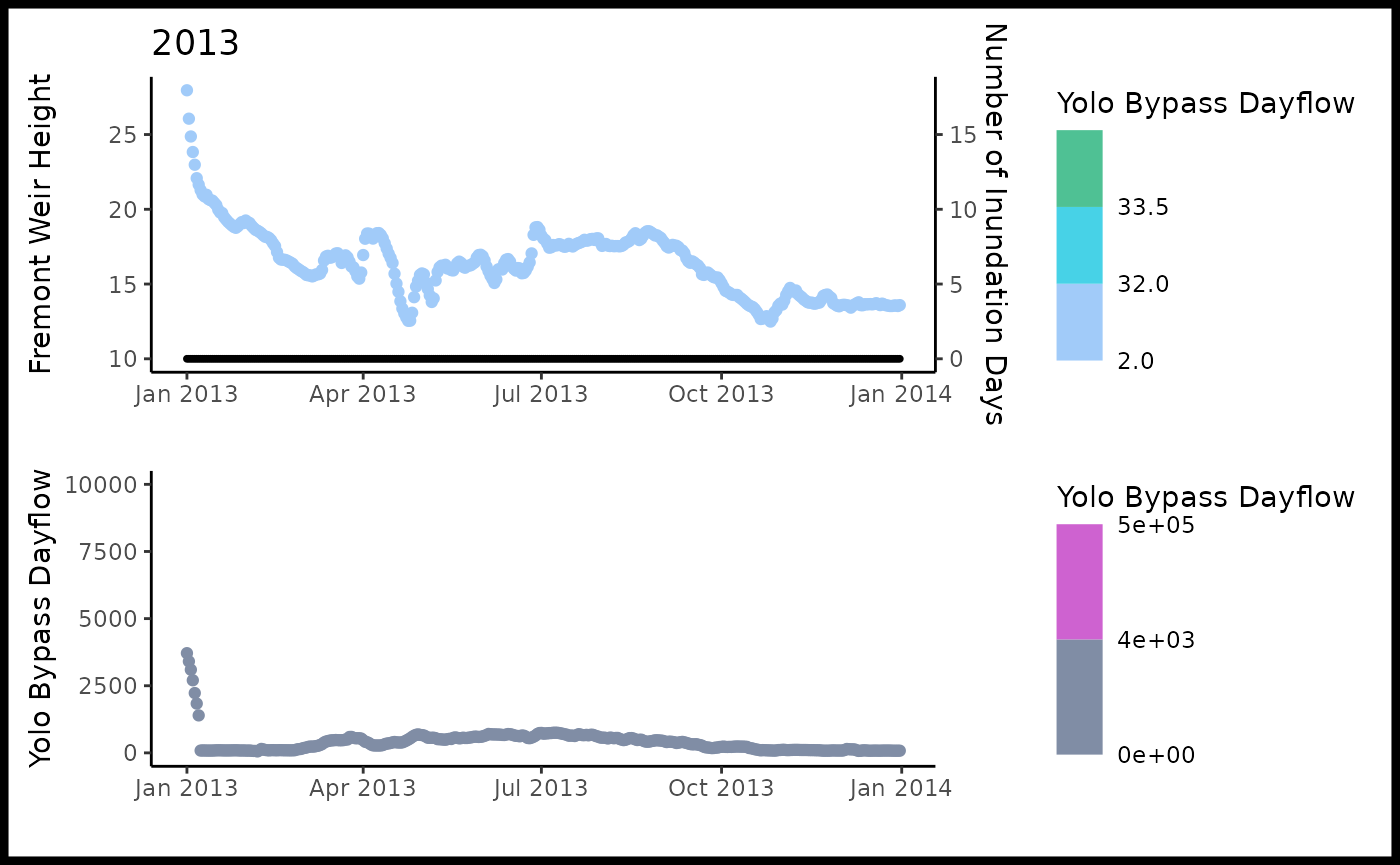 2013
Fremont Weir Height
25
20
15
10
Number of Inundation Days
15
10
5
0
Jan 2013 Apr 2013 Jul 2013 Oct 2013 Jan 2014
Yolo Bypass Dayflow
33.5
32.0
2.0
Yolo Bypass Dayflow
10000
7500
5000
2500
0
Jan 2013 Apr 2013 Jul 2013 Oct 2013 Jan 2014
Yolo Bypass Dayflow
5e+05
4e+03
0e+00